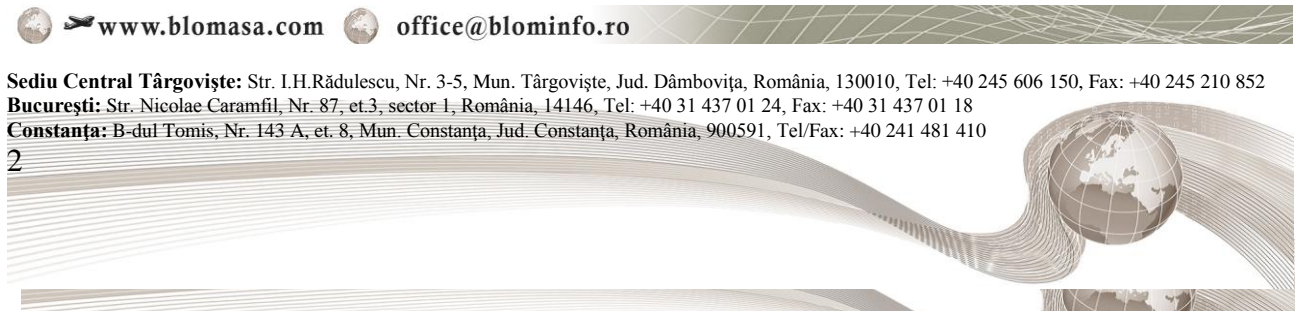 www.blomasa.com office@blominfo.ro
Sediu Central Târgovişte: Str. I.H.Rădulescu, Nr. 3-5, Mun. Târgovişte, Jud. Dâmboviţa, România, 130010, Tel: +40 245 606 150, Fax: +40 245 210 852
Bucureşti: Str. Nicolae Caramfil, Nr. 87, et.3, sector 1, România, 14146, Tel: +40 31 437 01 24, Fax: +40 31 437 01 18
Constanţa: B-dul Tomis, Nr. 143 A, et. 8, Mun. Constanţa, Jud. Constanţa, România, 900591, Tel/Fax: +40 241 481 410
2